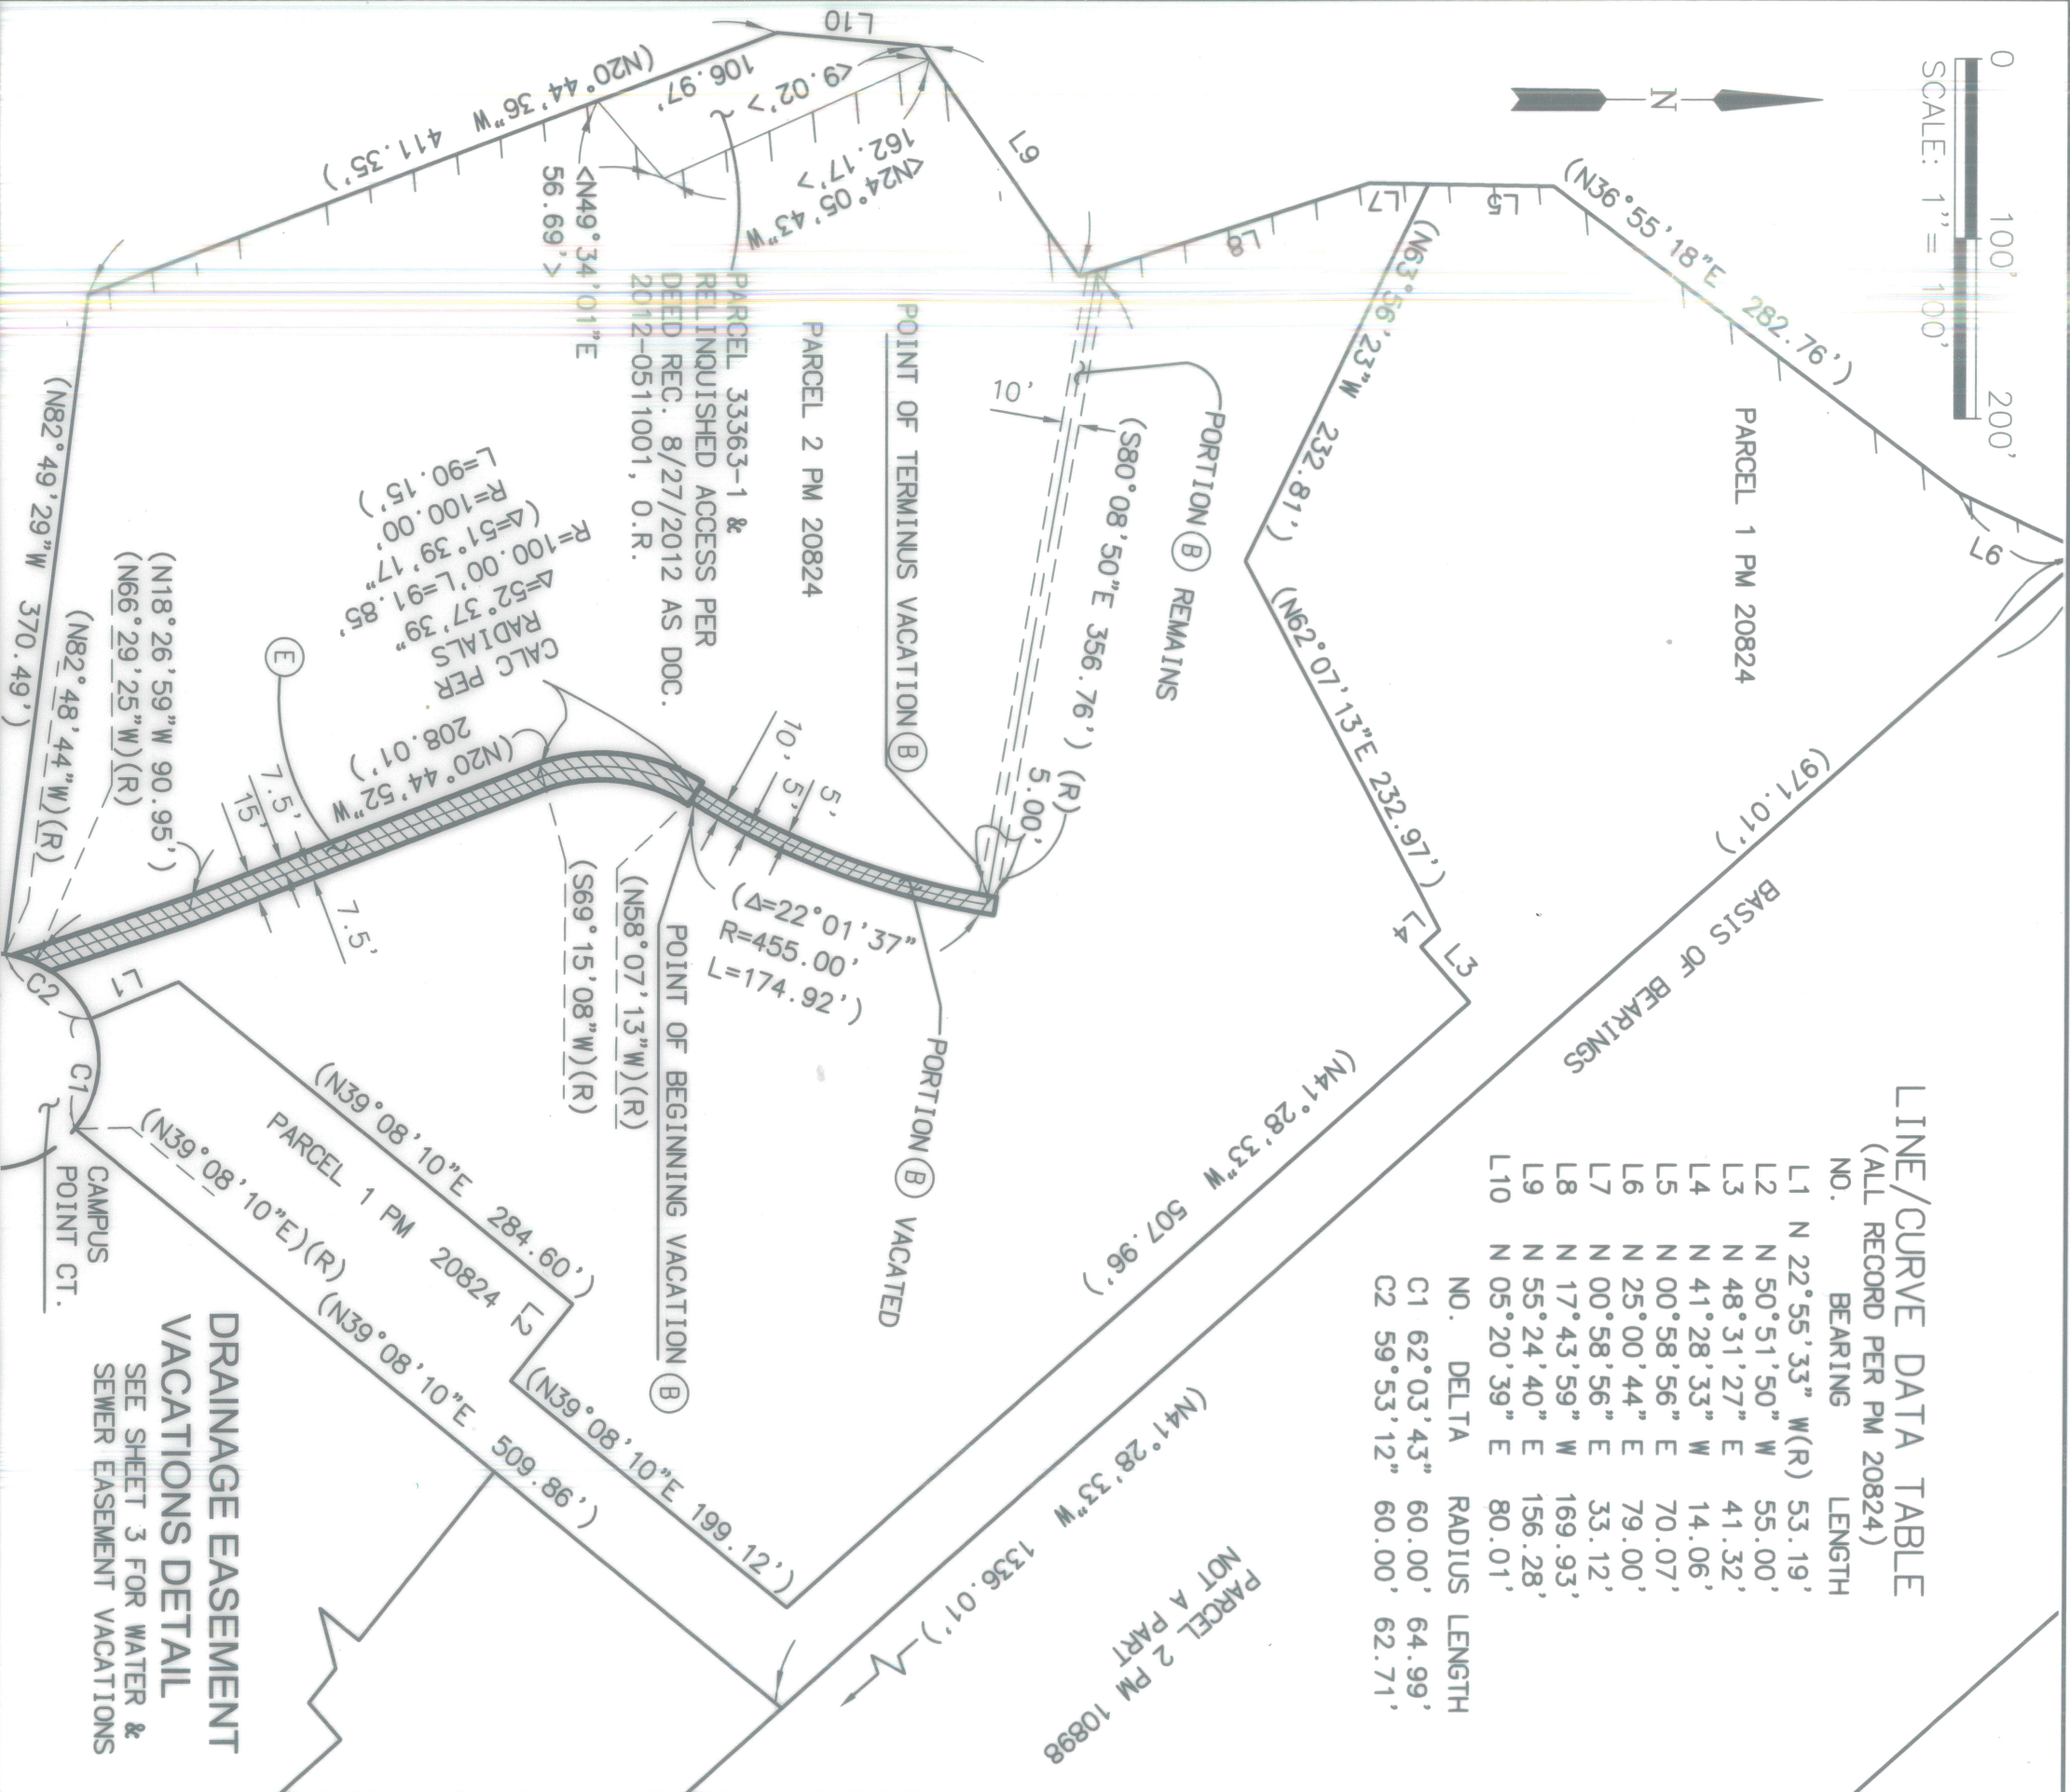 0 100' 200'
SCALE: 1"= 100'
N
LINE/CURVE DATA TABLE
(ALL RECORD PER PM 20824)
NO. BEARING LENGTH
L1 N 22°55'33" W(R) 53.19'
L2 N 50°51'50" W 55.00'
L3 N 48°31'27" E 41.32'
L4 N 41°28'33" W 14.06'
L5 N 00°58'56" E 70.07'
L6 N 25°00'44" E 79.00'
L7 N 00°58'56" E 33.12'
L8 N 17°43'59" W 169.93'
L9 N 55°24'40" E 156.28'
L10 N 05°20'39" E 80.01'
NO. DELTA RADIUS LENGTH
C1 62°03'43" 60.00' 64.99'
C2 59°53'12" 60.00' 62.71'
L6
(N36°55'18"E 282.76')
PARCEL 1 PM 20824
(971.01')
BASIS OF BEARINGS
L5
L7
L8
(N63°56'23"W 232.81')
(N62°07'13"E 232.97')
L4
L3
(N41°28'33"W 507.96')
(N41°28'33"W 1336.01')
PARCEL 2 PM 10898
NOT A PART
PORTION B REMAINS
(S80°08'50"E 356.76') (R)
10'
5.00'
L9
L10
POINT OF TERMINUS VACATION B
PARCEL 2 PM 20824
PARCEL 33363-1 &
RELINQUISHED ACCESS PER
DEED REC. 8/27/2012 AS DOC.
2012-0511001, O.R.
<N24°05'43"W
162.17'>
<9.02'>
106.97'
(N20°44'36"W 411.35')
<N49°34'01"E
56.69'>
PORTION B VACATED
(Δ=22°01'37"
R=455.00'
L=174.92')
10'
5'
5'
POINT OF BEGINNING VACATION B
(N58°07'13"W)(R)
(S69°15'08"W)(R)
CALC PER
RADIALS
Δ=52°37'39"
R=100.00' L=91.85'
(Δ=51°39'17"
R=100.00'
L=90.15')
(N20°44'52"W
208.01')
E
7.5'
15'
7.5'
(N18°26'59"W 90.95')
(N66°29'25"W)(R)
(N82°48'44"W)(R)
(N82°49'29"W 370.49')
L1
C2
C1
(N39°08'10"E 284.60')
PARCEL 1 PM 20824
L2
(N39°08'10"E 199.12')
(N39°08'10"E)(R)
(N39°08'10"E 509.86')
CAMPUS
POINT CT.
DRAINAGE EASEMENT
VACATIONS DETAIL
SEE SHEET 3 FOR WATER &
SEWER EASEMENT VACATIONS